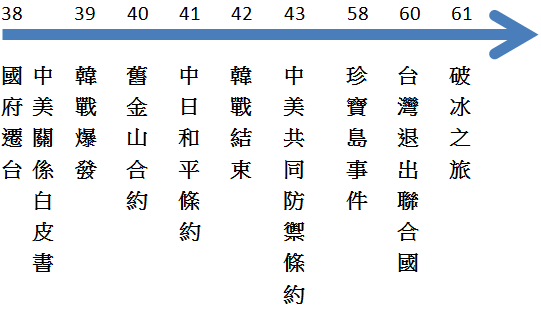 38 39 40 41 42 43 58 60 61
國府遷台
中美關係白皮書
韓戰爆發
舊金山合約
中日和平條約
韓戰結束
中美共同防禦條約
珍寶島事件
台灣退出聯合國
破冰之旅